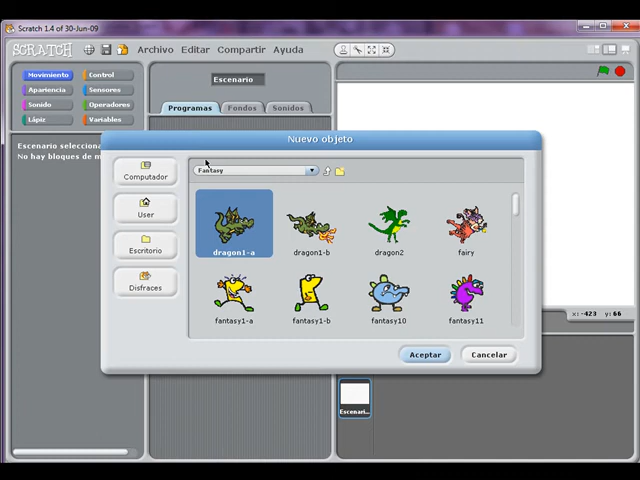 Scratch 1.4 of 30-Jun-09
SCRATCH
Archivo Editar Compartir Ayuda
Movimiento Control
Apariencia Sensores
Sonido Operadores
Lápiz Variables
Escenario
Programas Fondos Sonidos
Escenario selecciona
No hay bloques de m
Nuevo objeto
Computador
User
Escritorio
Disfraces
Fantasy
dragon1-a dragon1-b dragon2 fairy
fantasy1-a fantasy1-b fantasy10 fantasy11
Aceptar Cancelar
x: -423 y: 66
Escenari...